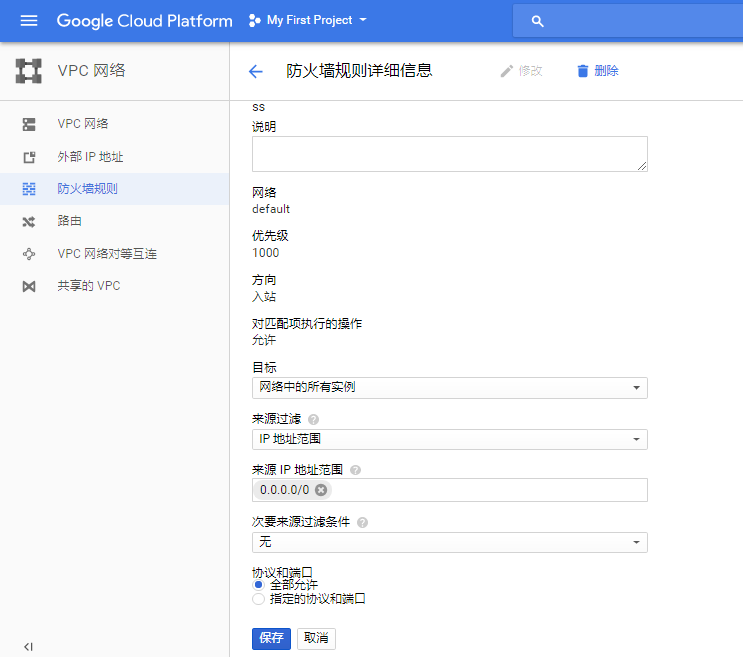 Google Cloud Platform My First Project
VPC 网络
防火墙规则详细信息 修改 删除
VPC 网络
外部 IP 地址
防火墙规则
路由
VPC 网络对等互连
共享的 VPC
ss
说明
网络
default
优先级
1000
方向
入站
对匹配项执行的操作
允许
目标
网络中的所有实例
来源过滤
IP 地址范围
来源 IP 地址范围
0.0.0.0/0
次要来源过滤条件
无
协议和端口
全部允许
指定的协议和端口
保存 取消